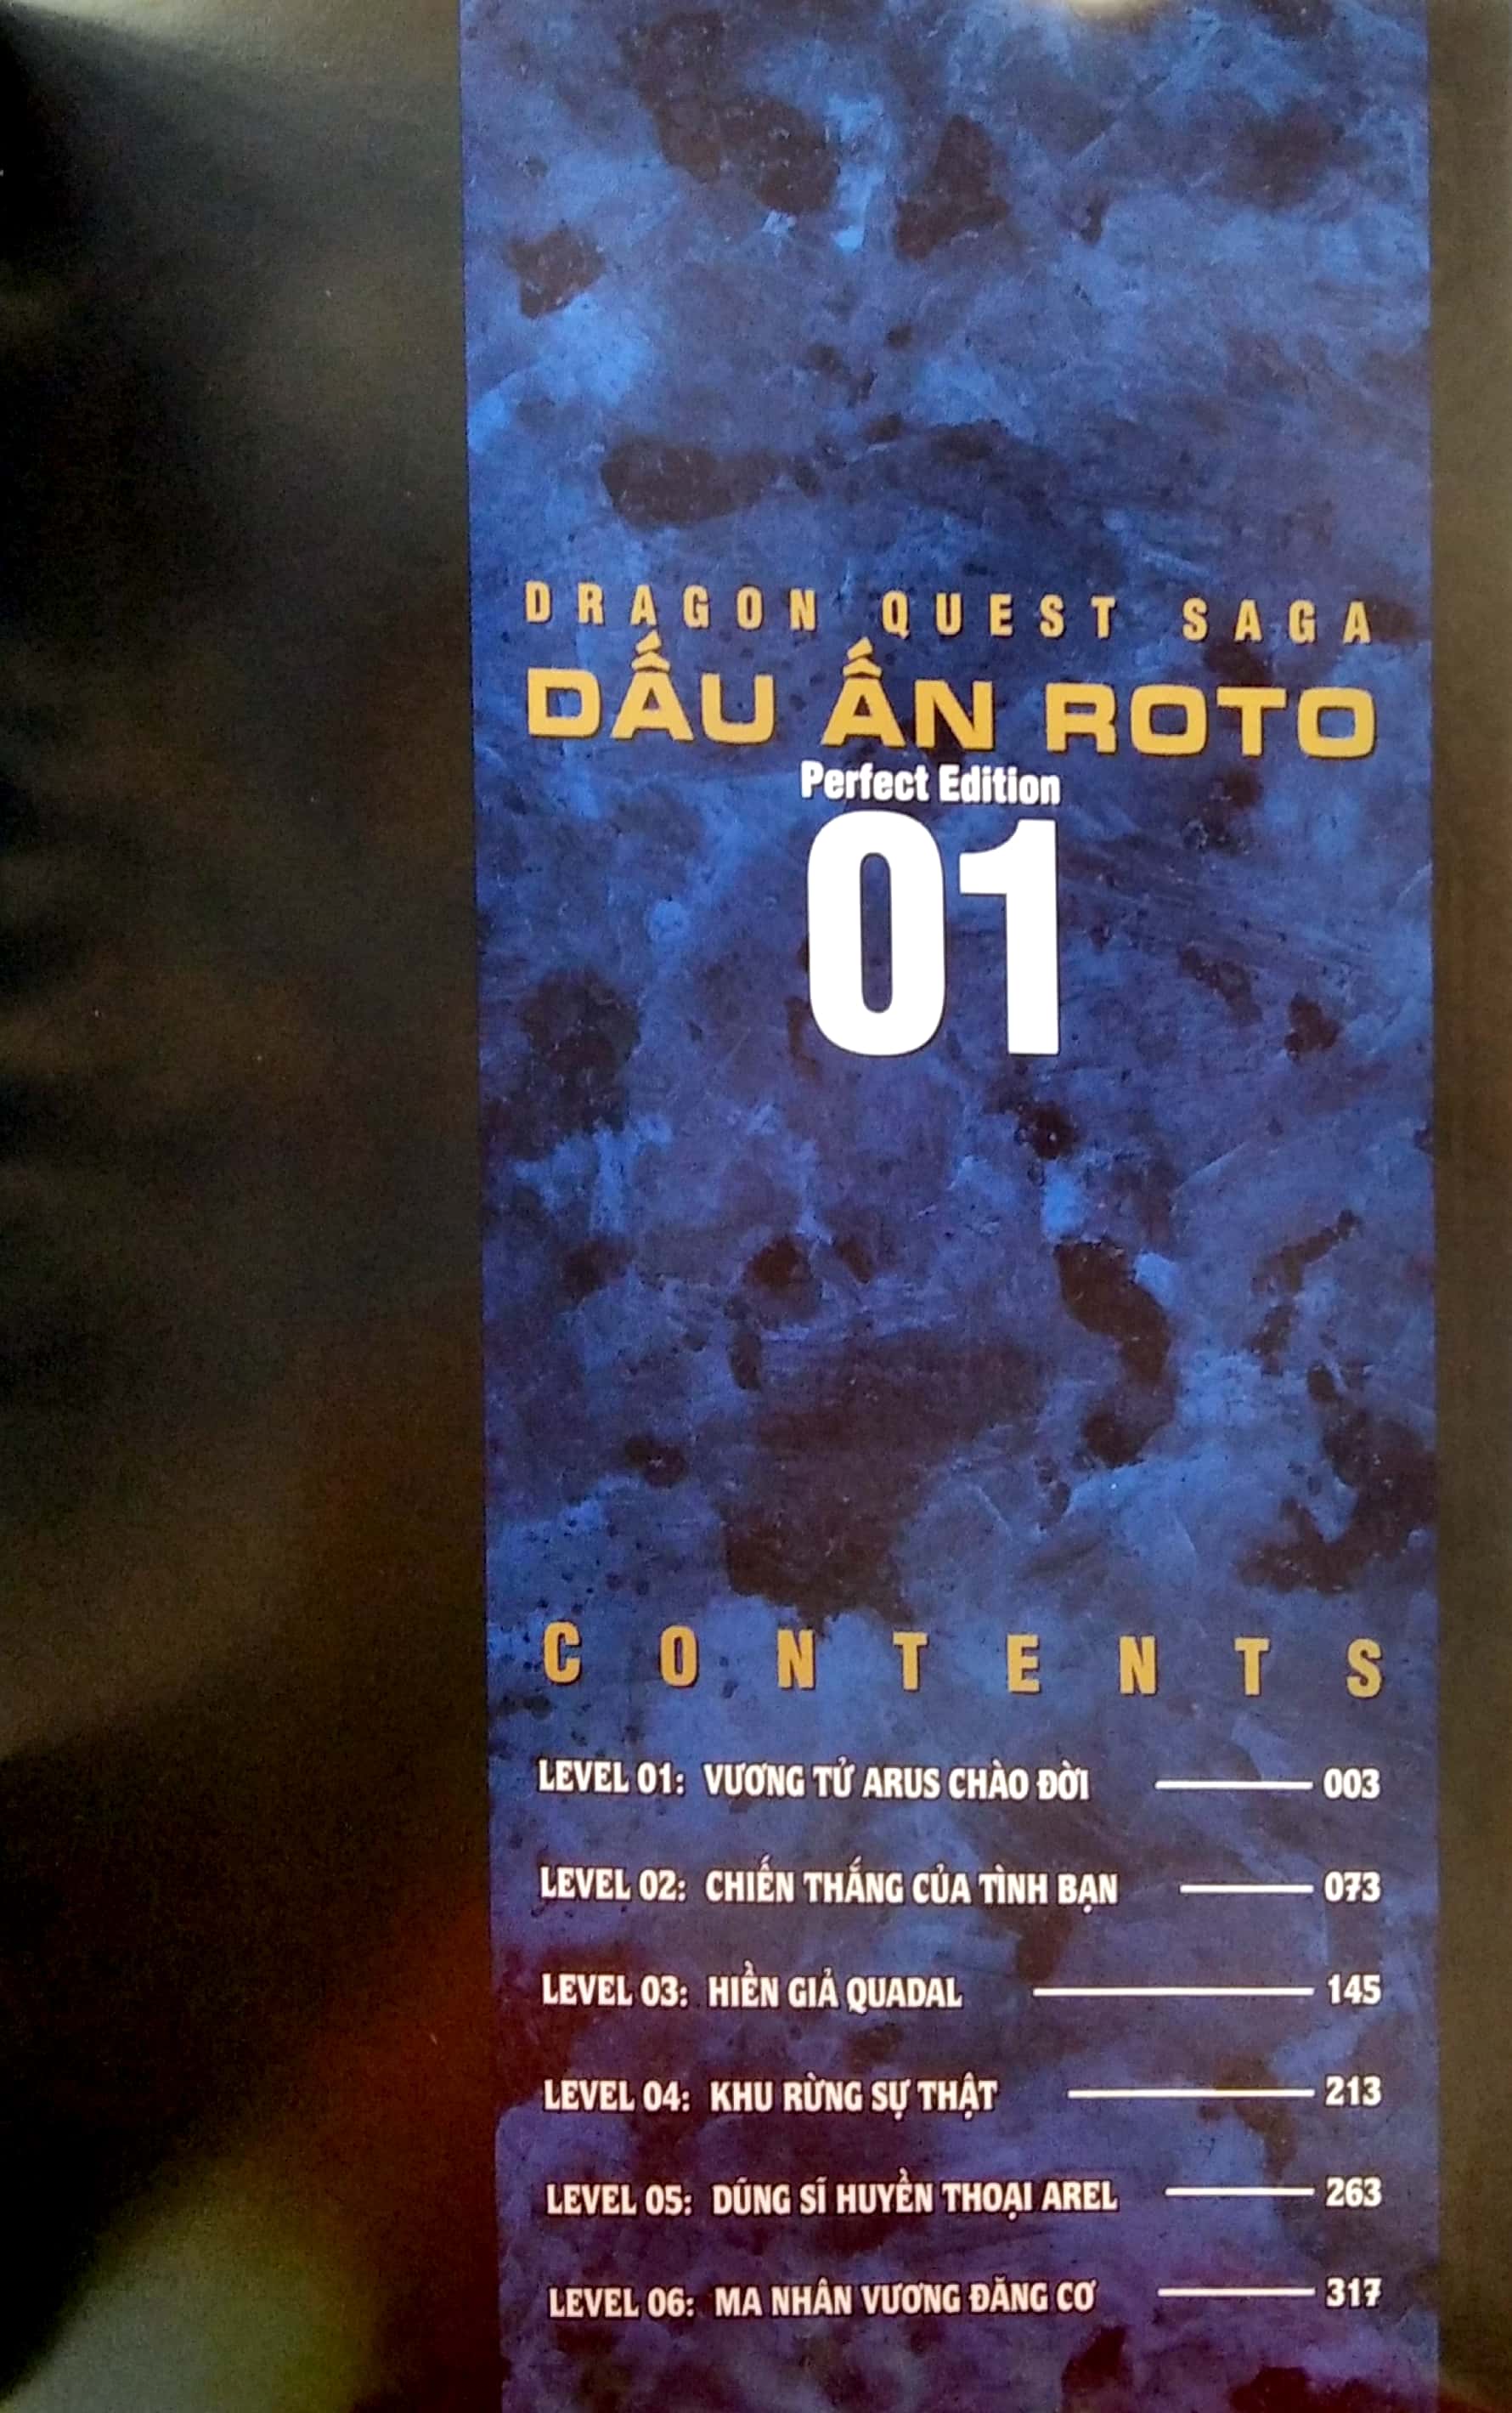 DRAGON QUEST SAGA
DẤU ẤN ROTO
Perfect Edition
01
CONTENTS
LEVEL 01: VƯƠNG TỬ ARUS CHÀO ĐỜI 003
LEVEL 02: CHIẾN THẮNG CỦA TÌNH BẠN 073
LEVEL 03: HIỀN GIẢ QUADAL 145
LEVEL 04: KHU RỪNG SỰ THẬT 213
LEVEL 05: DŨNG SĨ HUYỀN THOẠI AREL 263
LEVEL 06: MA NHÂN VƯƠNG ĐĂNG CƠ 317